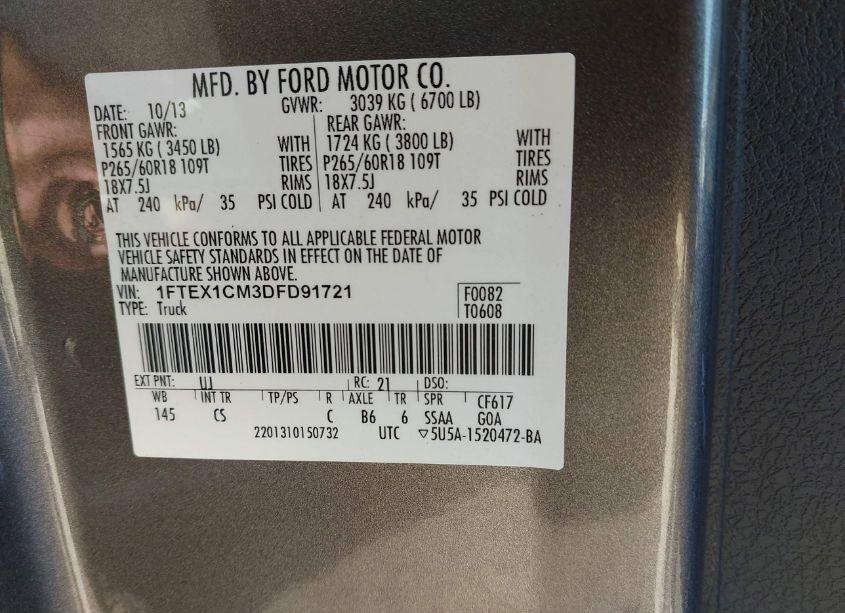 MFD. BY FORD MOTOR CO.
DATE: 10/13 GVWR: 3039 KG ( 6700 LB)
FRONT GAWR: REAR GAWR:
1565 KG ( 3450 LB) WITH 1724 KG ( 3800 LB) WITH
P265/60R18 109T TIRES P265/60R18 109T TIRES
18X7.5J RIMS 18X7.5J RIMS
AT 240 kPa/ 35 PSI COLD AT 240 kPa/ 35 PSI COLD
THIS VEHICLE CONFORMS TO ALL APPLICABLE FEDERAL MOTOR
VEHICLE SAFETY STANDARDS IN EFFECT ON THE DATE OF
MANUFACTURE SHOWN ABOVE.
VIN: 1FTEX1CM3DFD91721 F0082
TYPE: Truck T0608
EXT PNT: UJ RC: 21 DSO:
WB INT TR TP/PS R AXLE TR SPR CF617
145 CS C B6 6 SSAA GOA
2201310150732 UTC ▽5U5A-1520472-BA